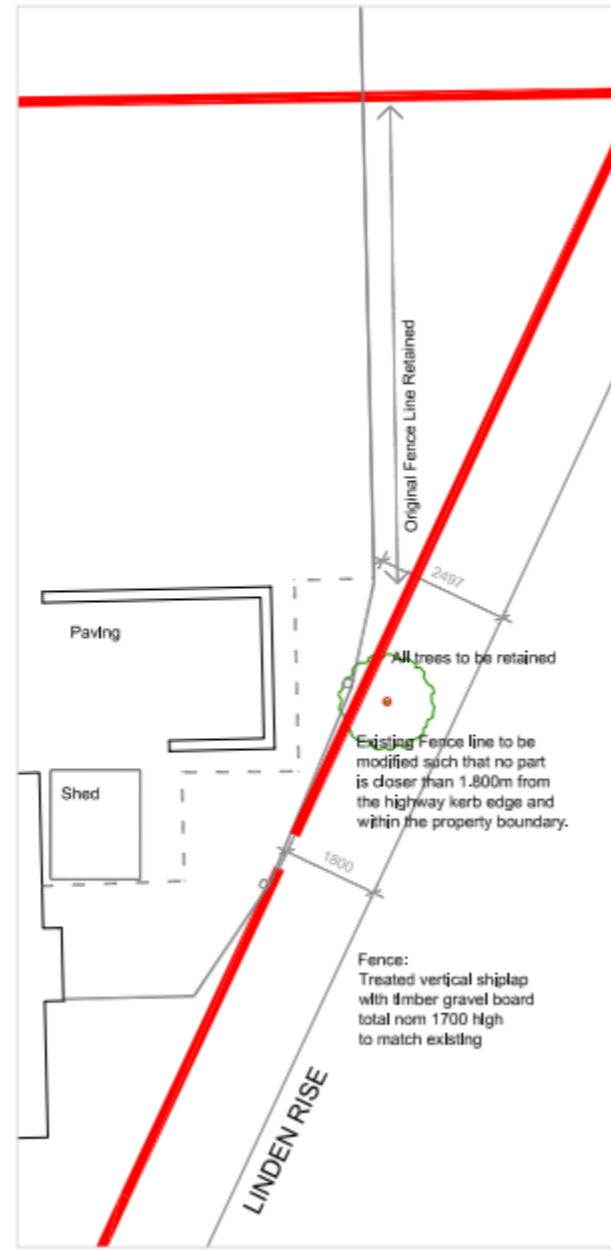 Original Fence Line Retained
2497
Paving
All trees to be retained
Existing Fence line to be
modified such that no part
is closer than 1.800m from
the highway kerb edge and
within the property boundary.
Shed
1800
Fence:
Treated vertical shiplap
with timber gravel board
total nom 1700 high
to match existing
LINDEN RISE